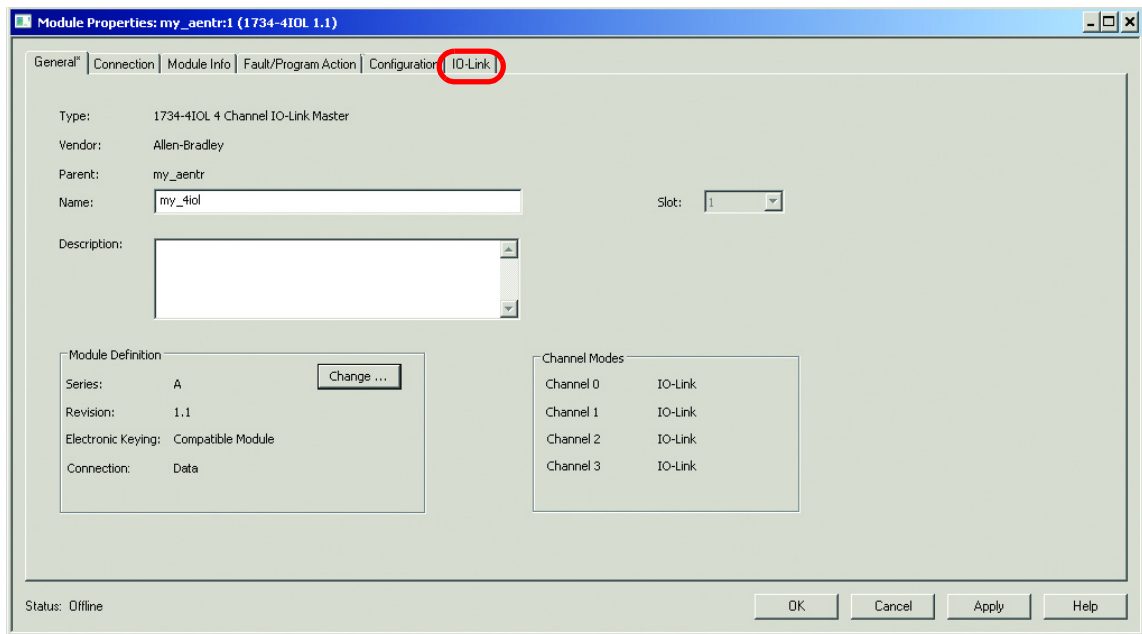 Module Properties: my_aentr:1 (1734-4IOL 1.1)
General* Connection Module Info Fault/Program Action Configuration IO-Link
Type: 1734-4IOL 4 Channel IO-Link Master
Vendor: Allen-Bradley
Parent: my_aentr
Name: my_4iol Slot: 1
Description:
Module Definition
Change ...
Series: A
Revision: 1.1
Electronic Keying: Compatible Module
Connection: Data
Channel Modes
Channel 0 IO-Link
Channel 1 IO-Link
Channel 2 IO-Link
Channel 3 IO-Link
Status: Offline OK Cancel Apply Help